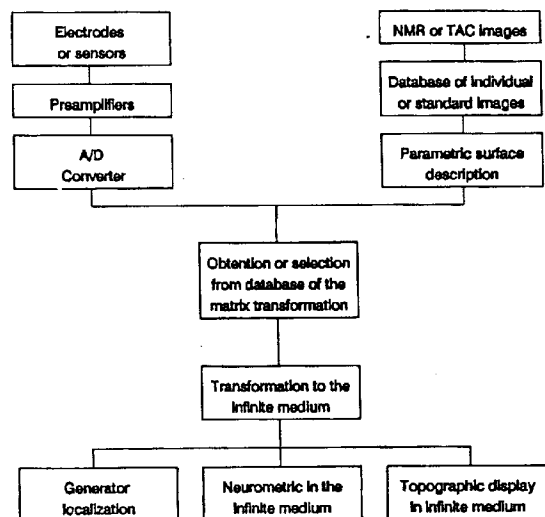 Electrodes
or sensors
Preamplifiers
A/D
Converter
NMR or TAC images
Database of individual
or standard images
Parametric surface
description
Obtention or selection
from database of the
matrix transformation
Transformation to the
infinite medium
Generator
localization
Neurometric in the
infinite medium
Topographic display
in infinite medium